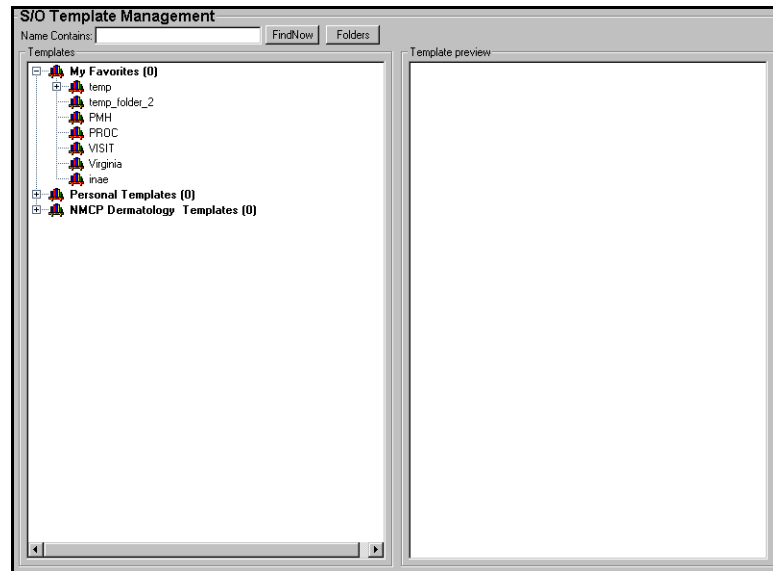 S/O Template Management
Name Contains: FindNow Folders
Templates
Template preview
My Favorites (0)
temp
temp_folder_2
PMH
PROC
VISIT
Virginia
inae
Personal Templates (0)
NMCP Dermatology Templates (0)